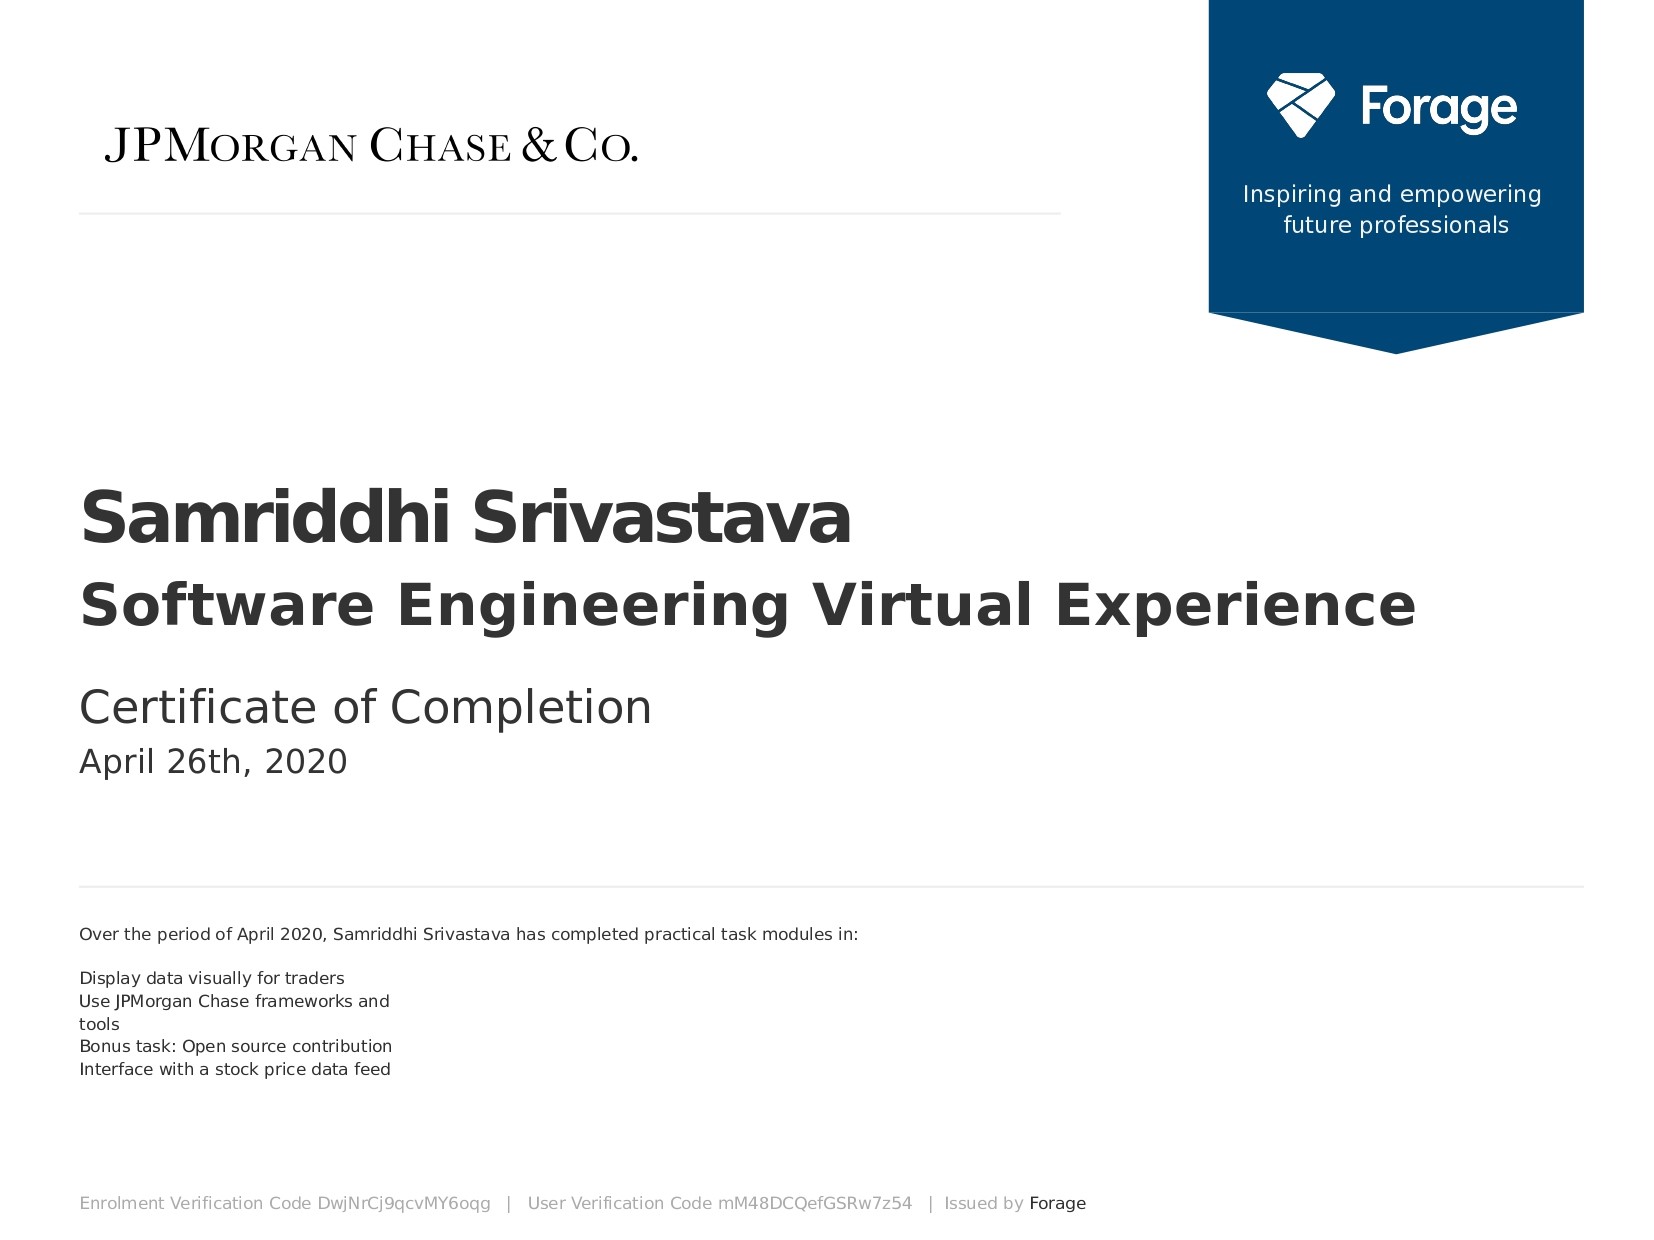 JPMORGAN CHASE & CO.
Forage
Inspiring and empowering
future professionals
Samriddhi Srivastava
Software Engineering Virtual Experience
Certificate of Completion
April 26th, 2020
Over the period of April 2020, Samriddhi Srivastava has completed practical task modules in:
Display data visually for traders
Use JPMorgan Chase frameworks and
tools
Bonus task: Open source contribution
Interface with a stock price data feed
Enrolment Verification Code DwjNrCj9qcvMY6oqg | User Verification Code mM48DCQefGSRw7z54 | Issued by Forage